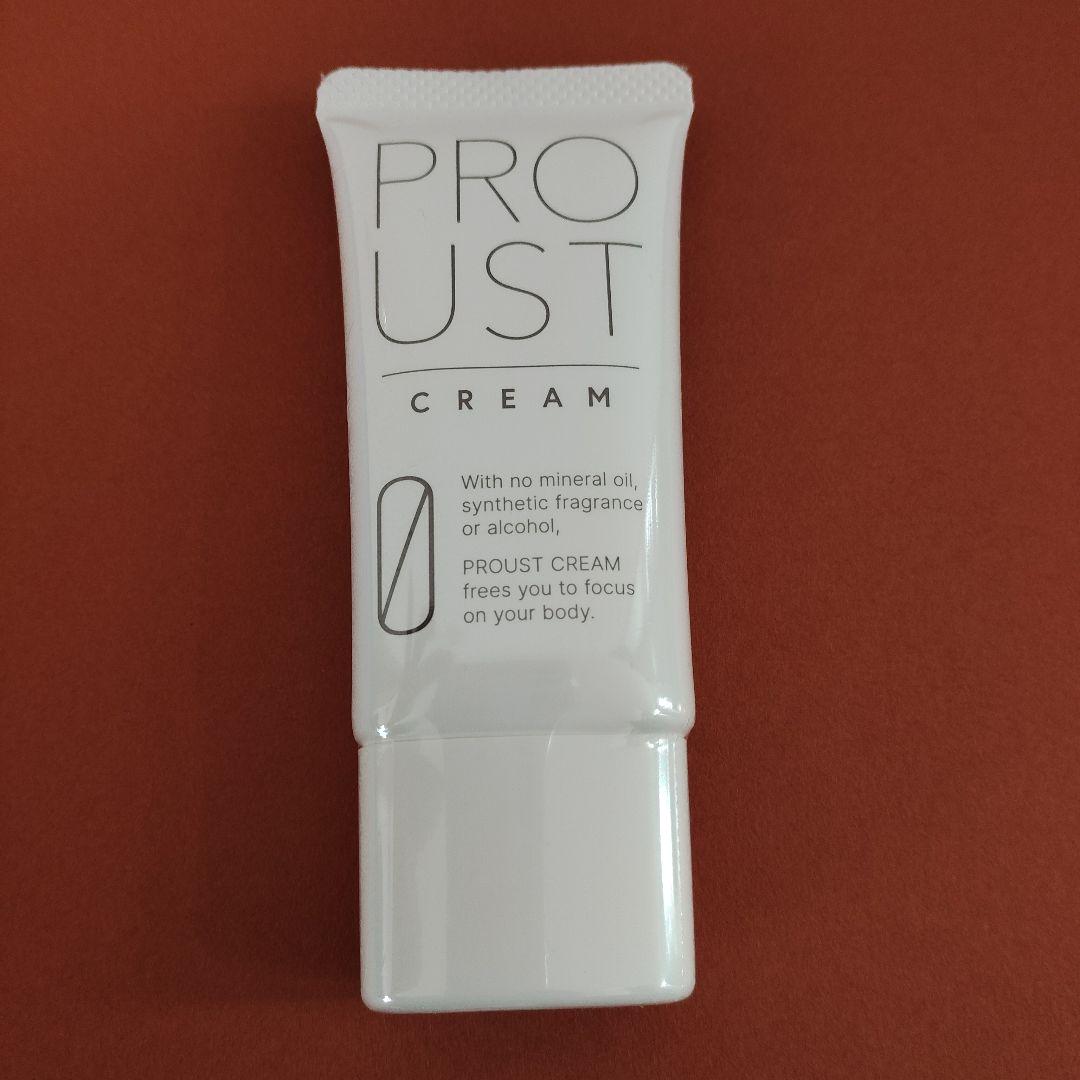 PRO
UST
CREAM
0
With no mineral oil,
synthetic fragrance
or alcohol,
PROUST CREAM
frees you to focus
on your body.